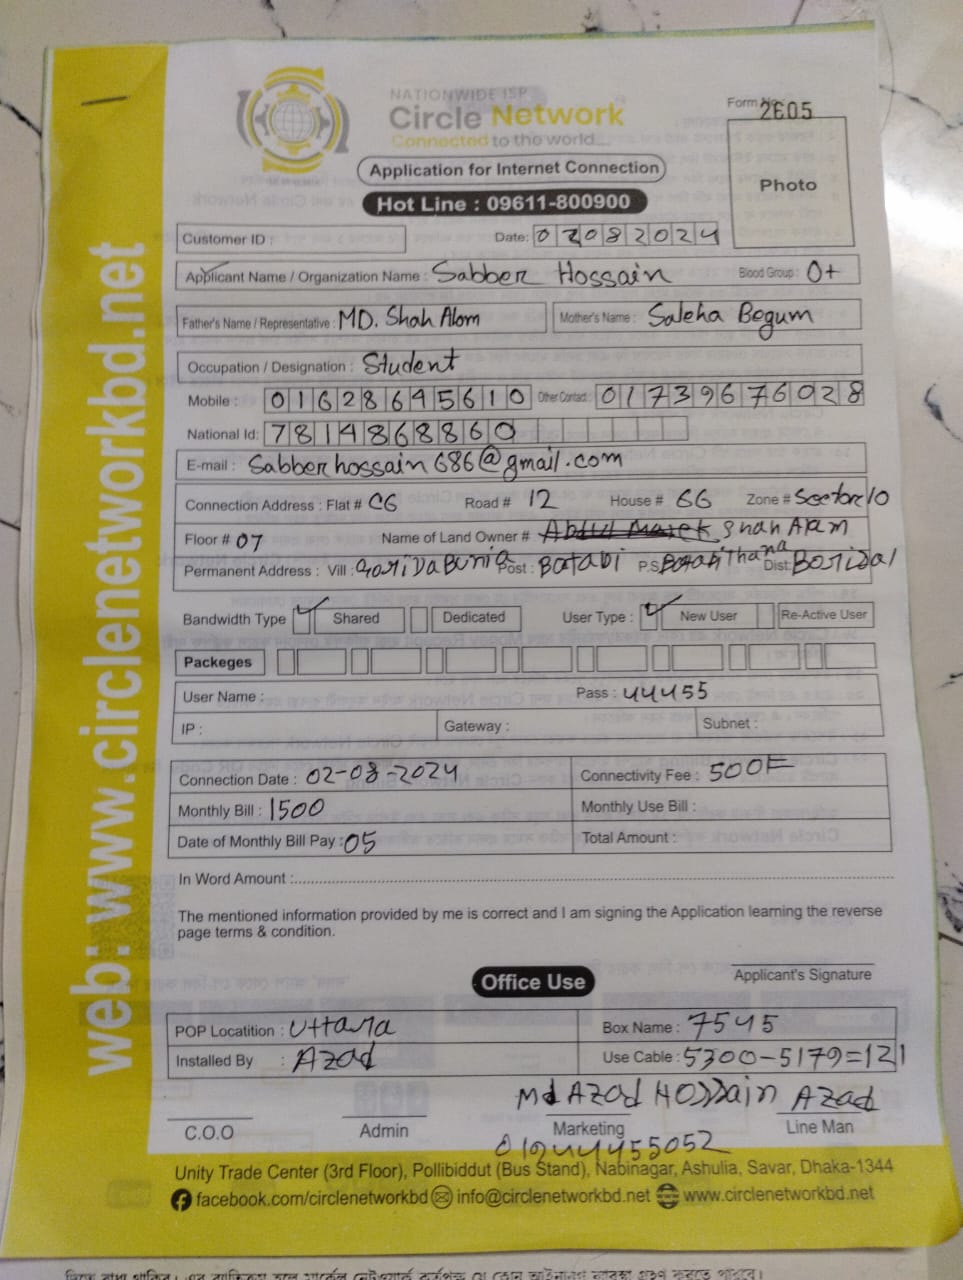 web: www.circlenetworkbd.net
NATIONWIDE ISP
Circle Network
Connected to the world...
Form No: 2605
Photo
Application for Internet Connection
Hot Line : 09611-800900
Customer ID :
Date: 02082024
Applicant Name / Organization Name : Sabber Hossain Blood Group : O+
Father's Name / Representative : MD. Shah Alom Mother's Name : Saleha Begum
Occupation / Designation : Student
Mobile : 01628645610 Other Contact : 01739676028
National Id: 7814868860
E-mail : Sabberhossain686@gmail.com
Connection Address : Flat # C6 Road # 12 House # 66 Zone # Sectore10
Floor # 07 Name of Land Owner # Shah Alam
Permanent Address : Vill : Post : Batabi P.S Thana Dist: Borisal
Bandwidth Type Shared Dedicated User Type : New User Re-Active User
Packeges
User Name : Pass : 44455
IP : Gateway : Subnet :
Connection Date : 02-08-2024 Connectivity Fee : 500
Monthly Bill : 1500 Monthly Use Bill :
Date of Monthly Bill Pay : 05 Total Amount :
In Word Amount :
The mentioned information provided by me is correct and I am signing the Application learning the reverse
page terms & condition.
Office Use
Applicant's Signature
POP Locatition : Uttara Box Name : 7545
Installed By : Azad Use Cable : 5300-5179=121
Md Azad Hossain Azad
C.O.O Admin Marketing Line Man
01944455052
Unity Trade Center (3rd Floor), Pollibiddut (Bus Stand), Nabinagar, Ashulia, Savar, Dhaka-1344
facebook.com/circlenetworkbd info@circlenetworkbd.net www.circlenetworkbd.net